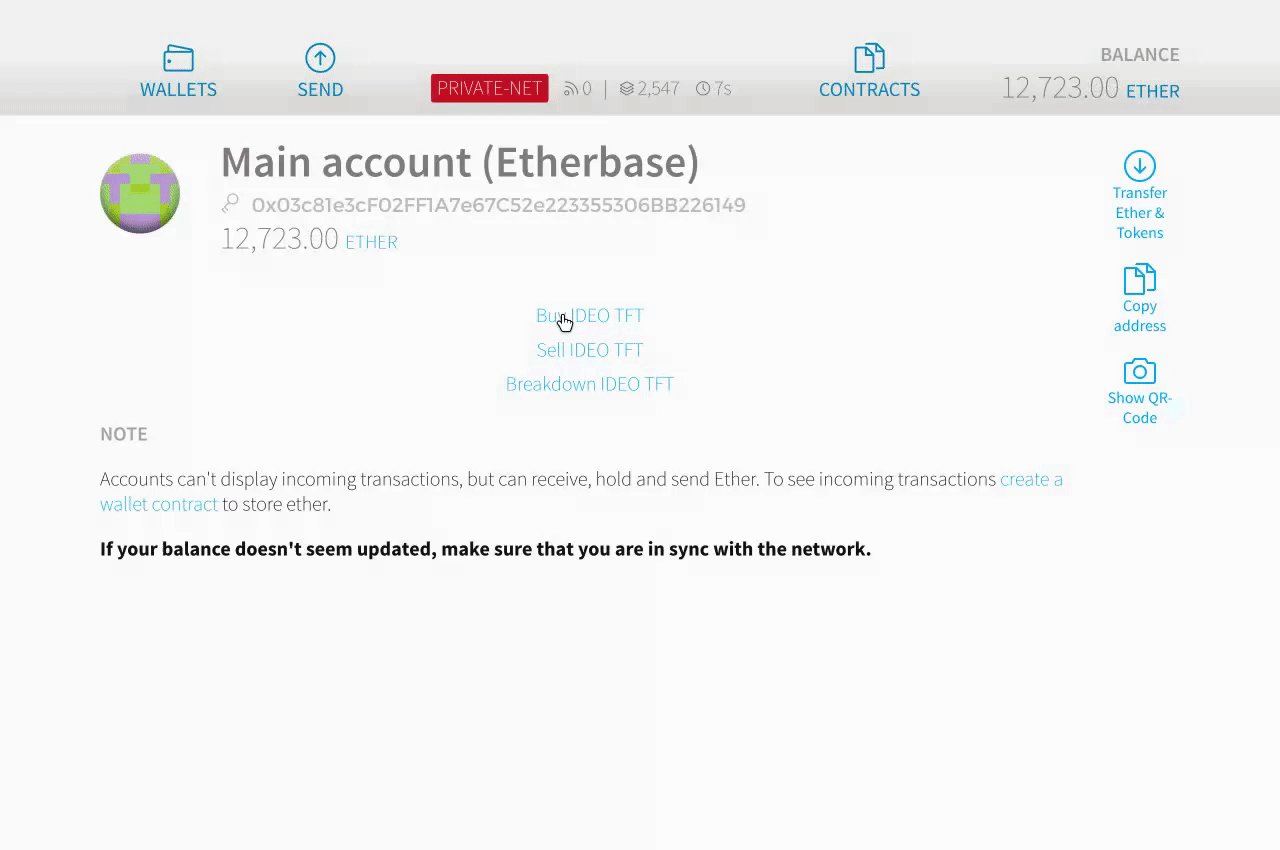 BALANCE
WALLETS
SEND
PRIVATE-NET 0 | 2,547 7s
CONTRACTS
12,723.00 ETHER
Main account (Etherbase)
0x03c81e3cF02FF1A7e67C52e223355306BB226149
12,723.00 ETHER
Transfer
Ether &
Tokens
Copy
address
Show QR-
Code
Buy IDEO TFT
Sell IDEO TFT
Breakdown IDEO TFT
NOTE
Accounts can't display incoming transactions, but can receive, hold and send Ether. To see incoming transactions create a
wallet contract to store ether.
If your balance doesn't seem updated, make sure that you are in sync with the network.